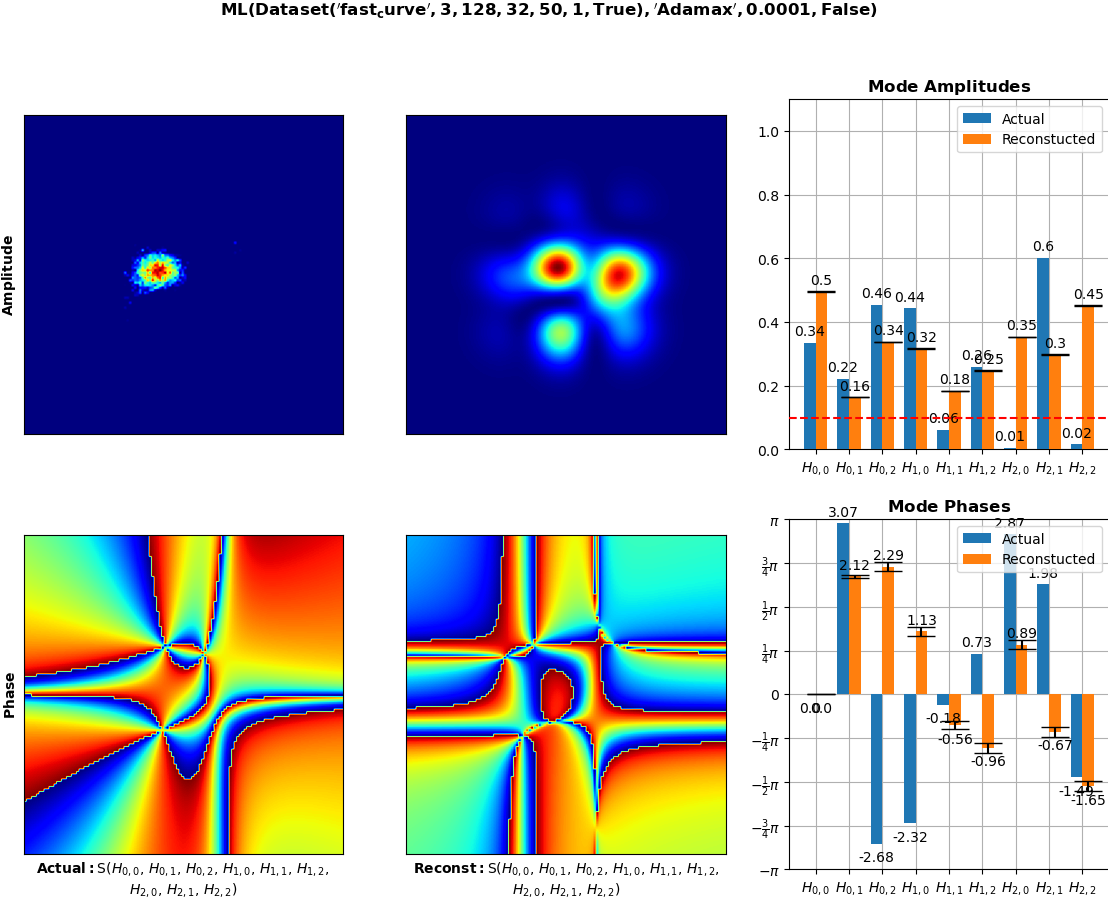 ML(Dataset('fast_curve', 3, 128, 32, 50, 1, True), 'Adamax', 0.0001, False)
Amplitude
Mode Amplitudes
Actual
Reconstucted
1.0
0.8
0.6
0.4
0.2
0.0
0.34
0.5
0.22
0.16
0.46
0.34
0.44
0.32
0.06
0.18
0.26
0.25
0.01
0.35
0.6
0.3
0.02
0.45
H0,0 H0,1 H0,2 H1,0 H1,1 H1,2 H2,0 H2,1 H2,2
Phase
Actual: S(H0,0, H0,1, H0,2, H1,0, H1,1, H1,2,
H2,0, H2,1, H2,2)
Reconst: S(H0,0, H0,1, H0,2, H1,0, H1,1, H1,2,
H2,0, H2,1, H2,2)
Mode Phases
Actual
Reconstucted
π
3/4π
1/2π
1/4π
0
−1/4π
−1/2π
−3/4π
−π
0.0
0.0
3.07
2.12
-2.68
2.29
-2.32
1.13
-0.18
-0.56
0.73
-0.96
2.87
0.89
1.98
-0.67
-1.49
-1.65
H0,0 H0,1 H0,2 H1,0 H1,1 H1,2 H2,0 H2,1 H2,2